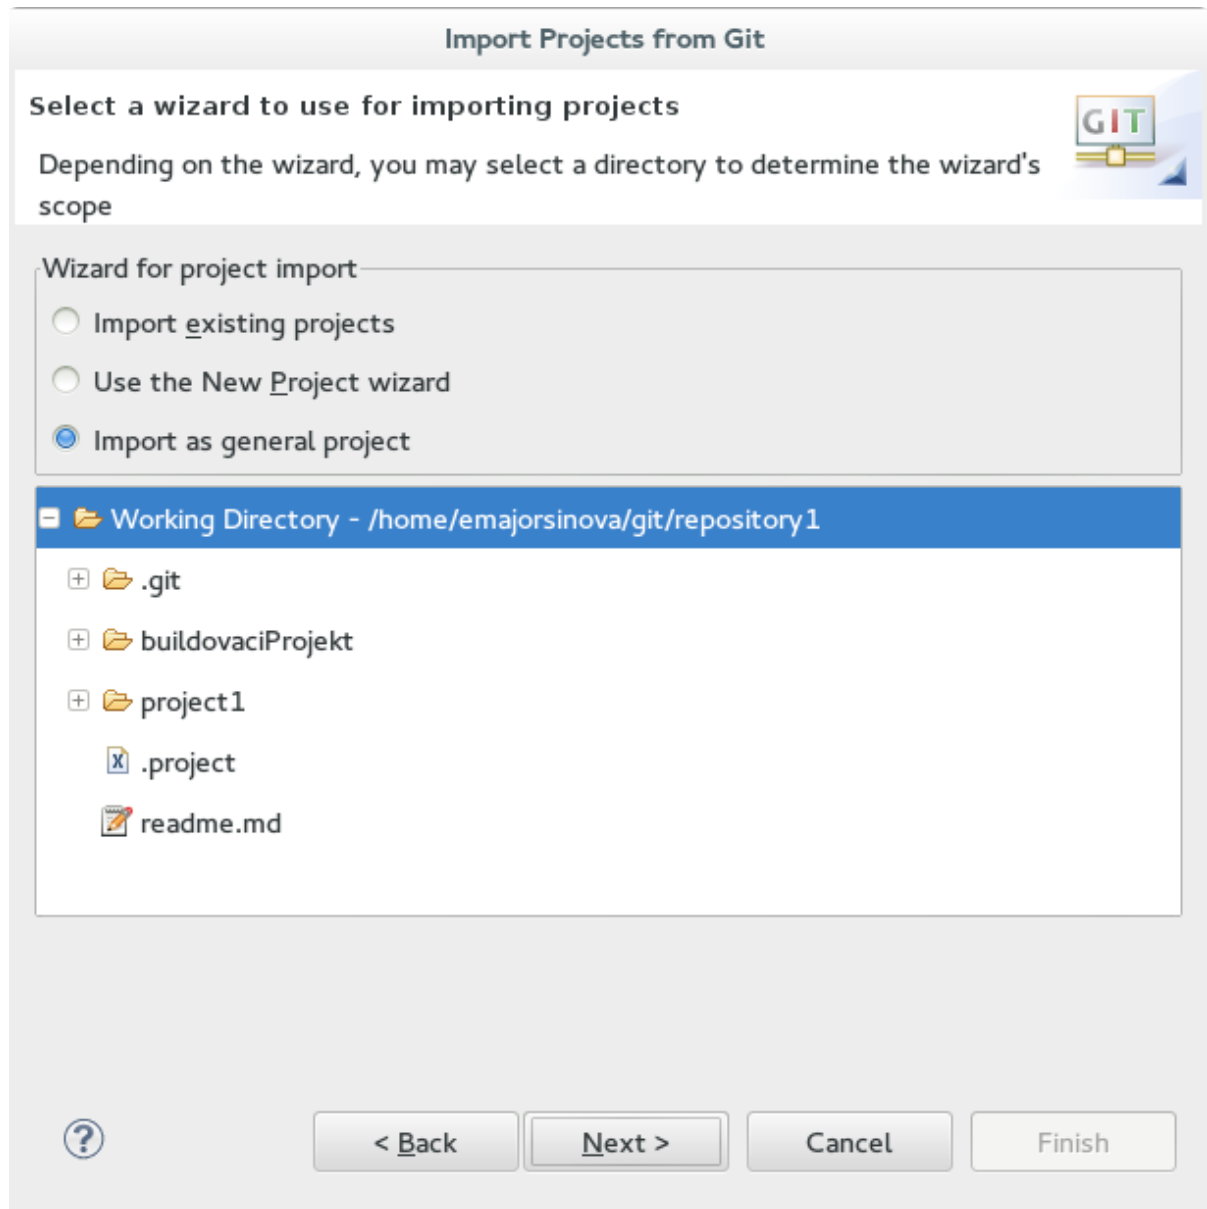 Import Projects from Git
Select a wizard to use for importing projects
GIT
Depending on the wizard, you may select a directory to determine the wizard's
scope
Wizard for project import
Import existing projects
Use the New Project wizard
Import as general project
Working Directory - /home/emajorsinova/git/repository1
.git
buildovaciProjekt
project1
X .project
readme.md
? < Back Next > Cancel Finish